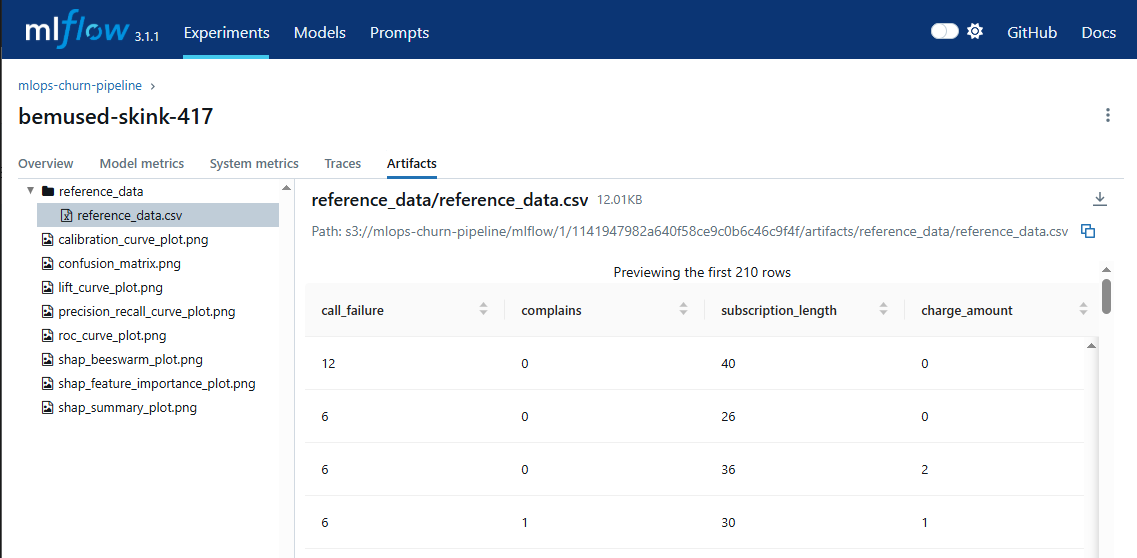 mlflow 3.1.1 Experiments Models Prompts GitHub Docs
mlops-churn-pipeline
bemused-skink-417
Overview Model metrics System metrics Traces Artifacts
reference_data
reference_data.csv
calibration_curve_plot.png
confusion_matrix.png
lift_curve_plot.png
precision_recall_curve_plot.png
roc_curve_plot.png
shap_beeswarm_plot.png
shap_feature_importance_plot.png
shap_summary_plot.png
reference_data/reference_data.csv 12.01KB
Path: s3://mlops-churn-pipeline/mlflow/1/1141947982a640f58ce9c0b6c46c9f4f/artifacts/reference_data/reference_data.csv
Previewing the first 210 rows
call_failure complains subscription_length charge_amount
12 0 40 0
6 0 26 0
6 0 36 2
6 1 30 1